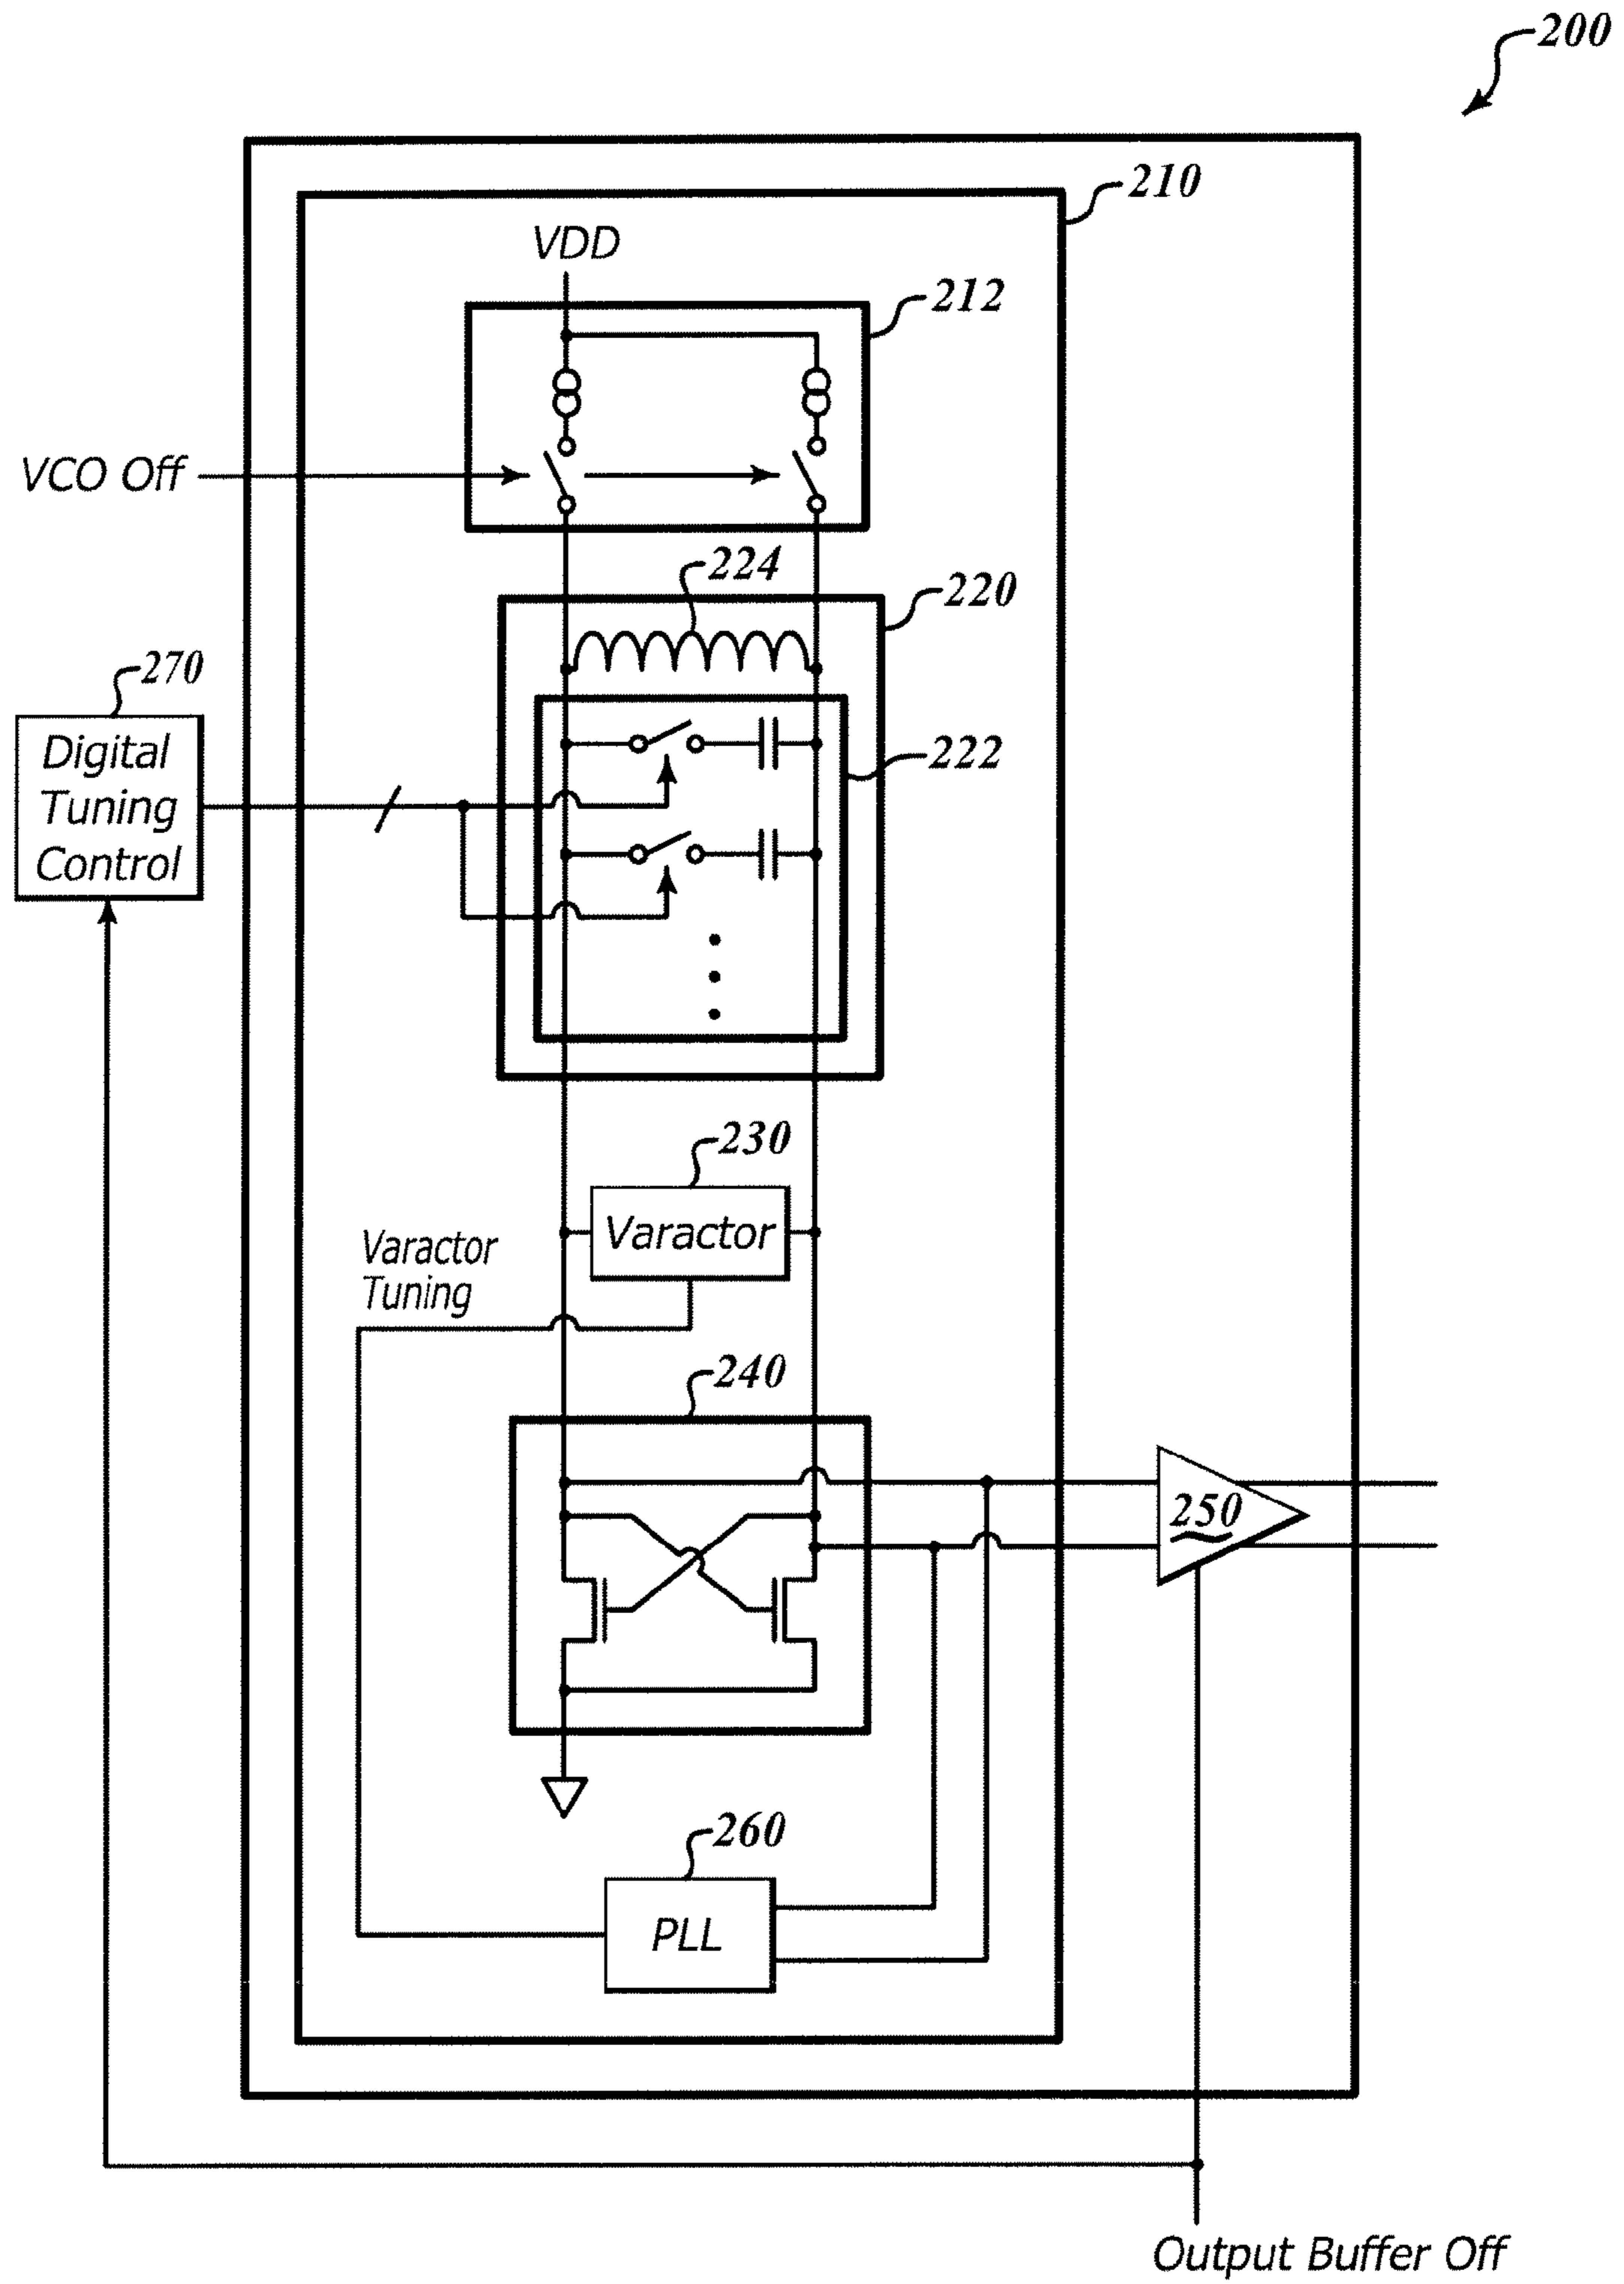 200
210
VDD
212
VCO Off
224
220
270
Digital
Tuning
Control
222
230
Varactor
Varactor
Tuning
240
250
260
PLL
Output Buffer Off